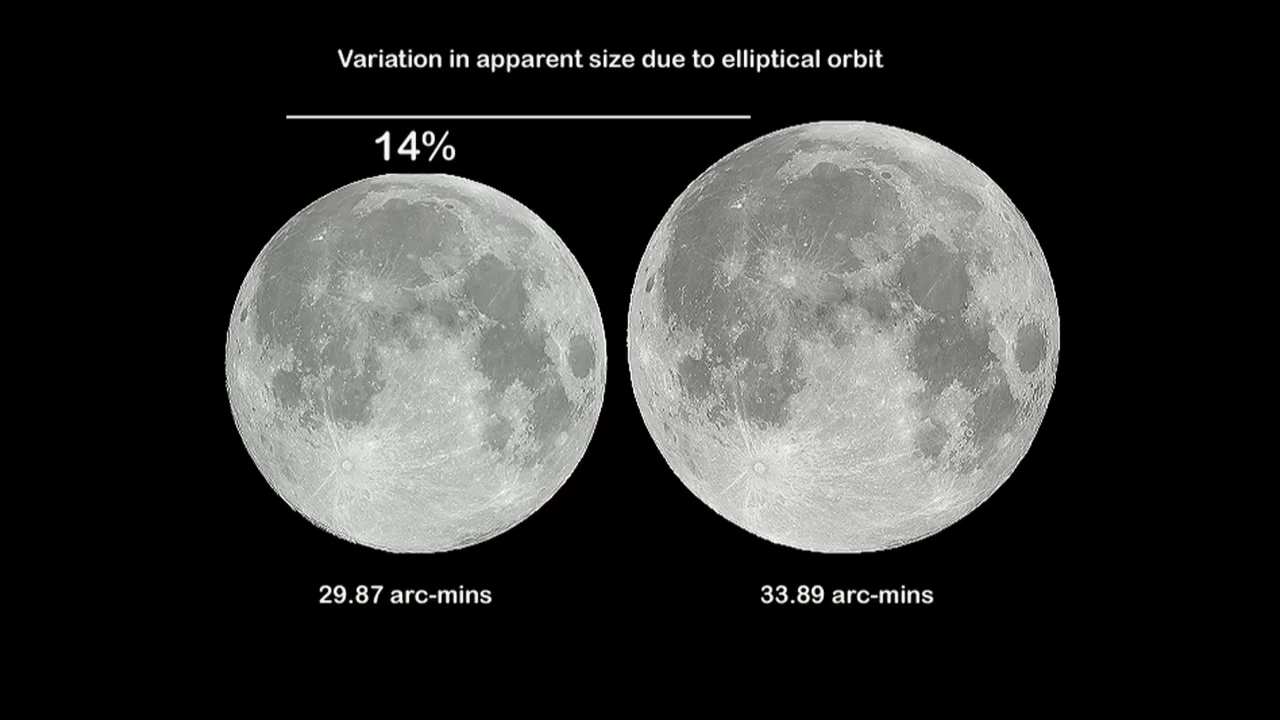 Variation in apparent size due to elliptical orbit
14%
29.87 arc-mins
33.89 arc-mins